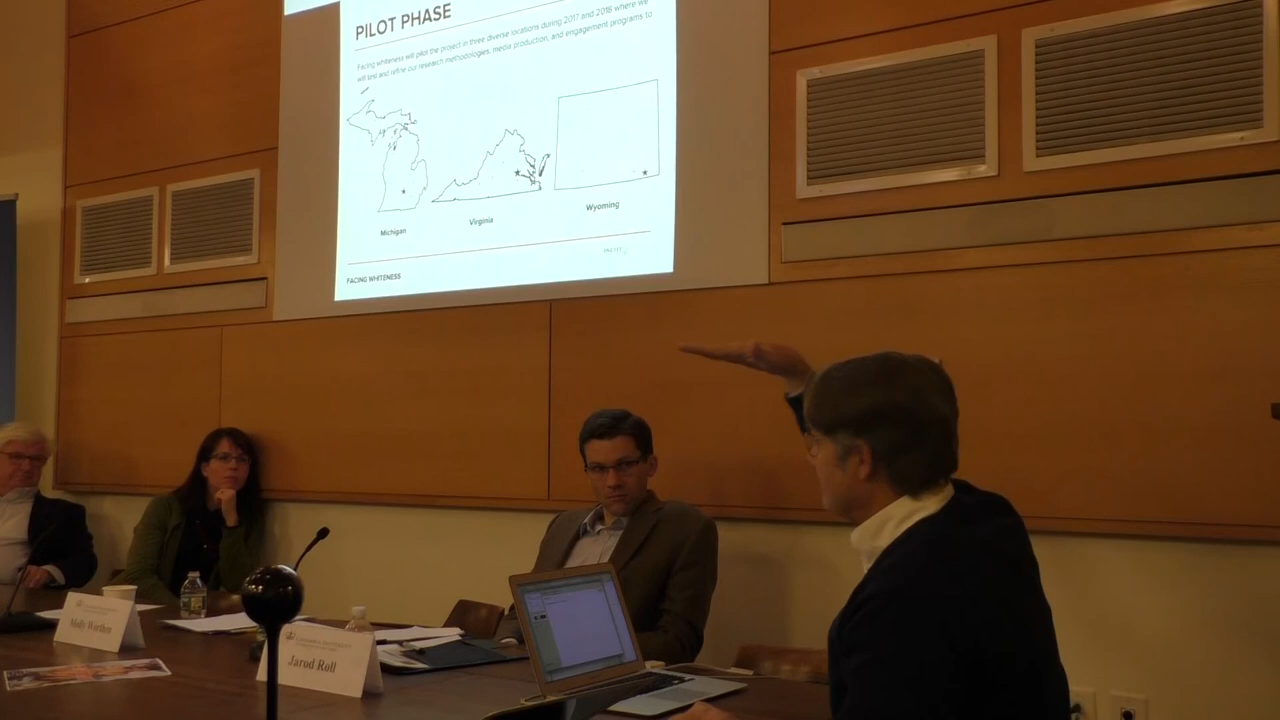 PILOT PHASE
Facing whiteness will pilot the project in three diverse locations during 2017 and 2018 where we
will test and refine our research methodologies, media production, and engagement programs to
Michigan
Virginia
Wyoming
FACING WHITENESS
Molly Worthen
COLUMBIA UNIVERSITY
Jarod Roll